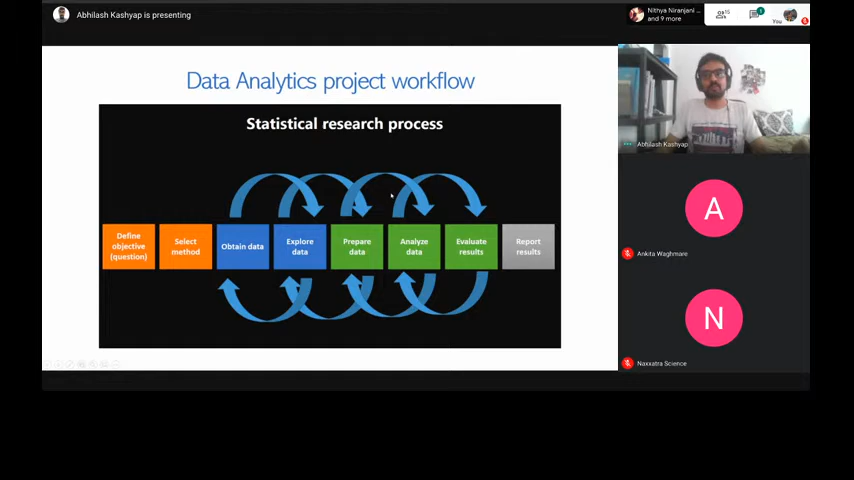 Abhilash Kashyap is presenting
Nithya Niranjani ...
and 9 more
You
Data Analytics project workflow
Statistical research process
Define
objective
(question)
Select
method
Obtain data
Explore
data
Prepare
data
Analyze
data
Evaluate
results
Report
results
Abhilash Kashyap
A
Ankita Waghmare
N
Naxxatra Science